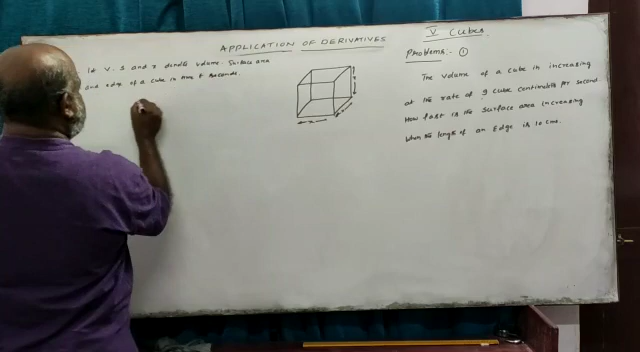 APPLICATION OF DERIVATIVES
let V, S and x denote volume, Surface area
and edge of a cube in time t seconds.
x
x
x
V Cubes
Problems:- 1
The volume of a cube is increasing
at the rate of 9 cubic centimeters per second.
How fast is the surface area increasing
when the length of an Edge is 10 cms.